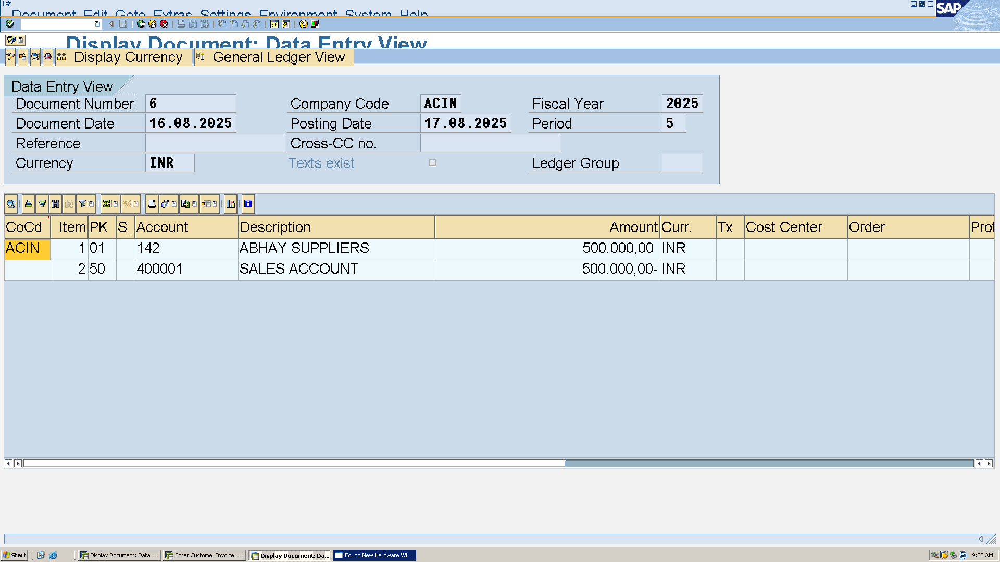 Document Edit Goto Extras Settings Environment System Help
SAP
Display Document: Data Entry View
Display Currency General Ledger View
Data Entry View
Document Number 6 Company Code ACIN Fiscal Year 2025
Document Date 16.08.2025 Posting Date 17.08.2025 Period 5
Reference Cross-CC no.
Currency INR Texts exist Ledger Group
CoCd Item PK S... Account Description Amount Curr. Tx Cost Center Order Prof
ACIN 1 01 142 ABHAY SUPPLIERS 500.000,00 INR
2 50 400001 SALES ACCOUNT 500.000,00- INR
Start Display Document: Data ... Enter Customer Invoice: ... Display Document: Da... Found New Hardware Wi... 9:52 AM